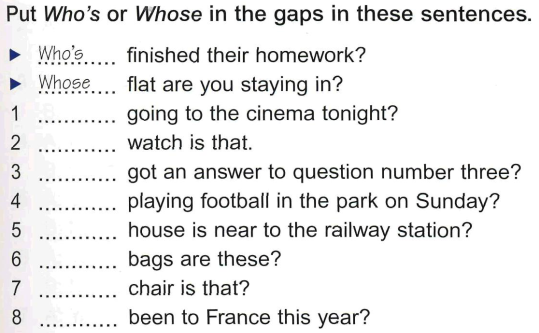 Put Who's or Whose in the gaps in these sentences.
► Who's..... finished their homework?
► Whose.... flat are you staying in?
1 ............ going to the cinema tonight?
2 ............ watch is that.
3 ............ got an answer to question number three?
4 ............ playing football in the park on Sunday?
5 ............ house is near to the railway station?
6 ............ bags are these?
7 ............ chair is that?
8 ............ been to France this year?